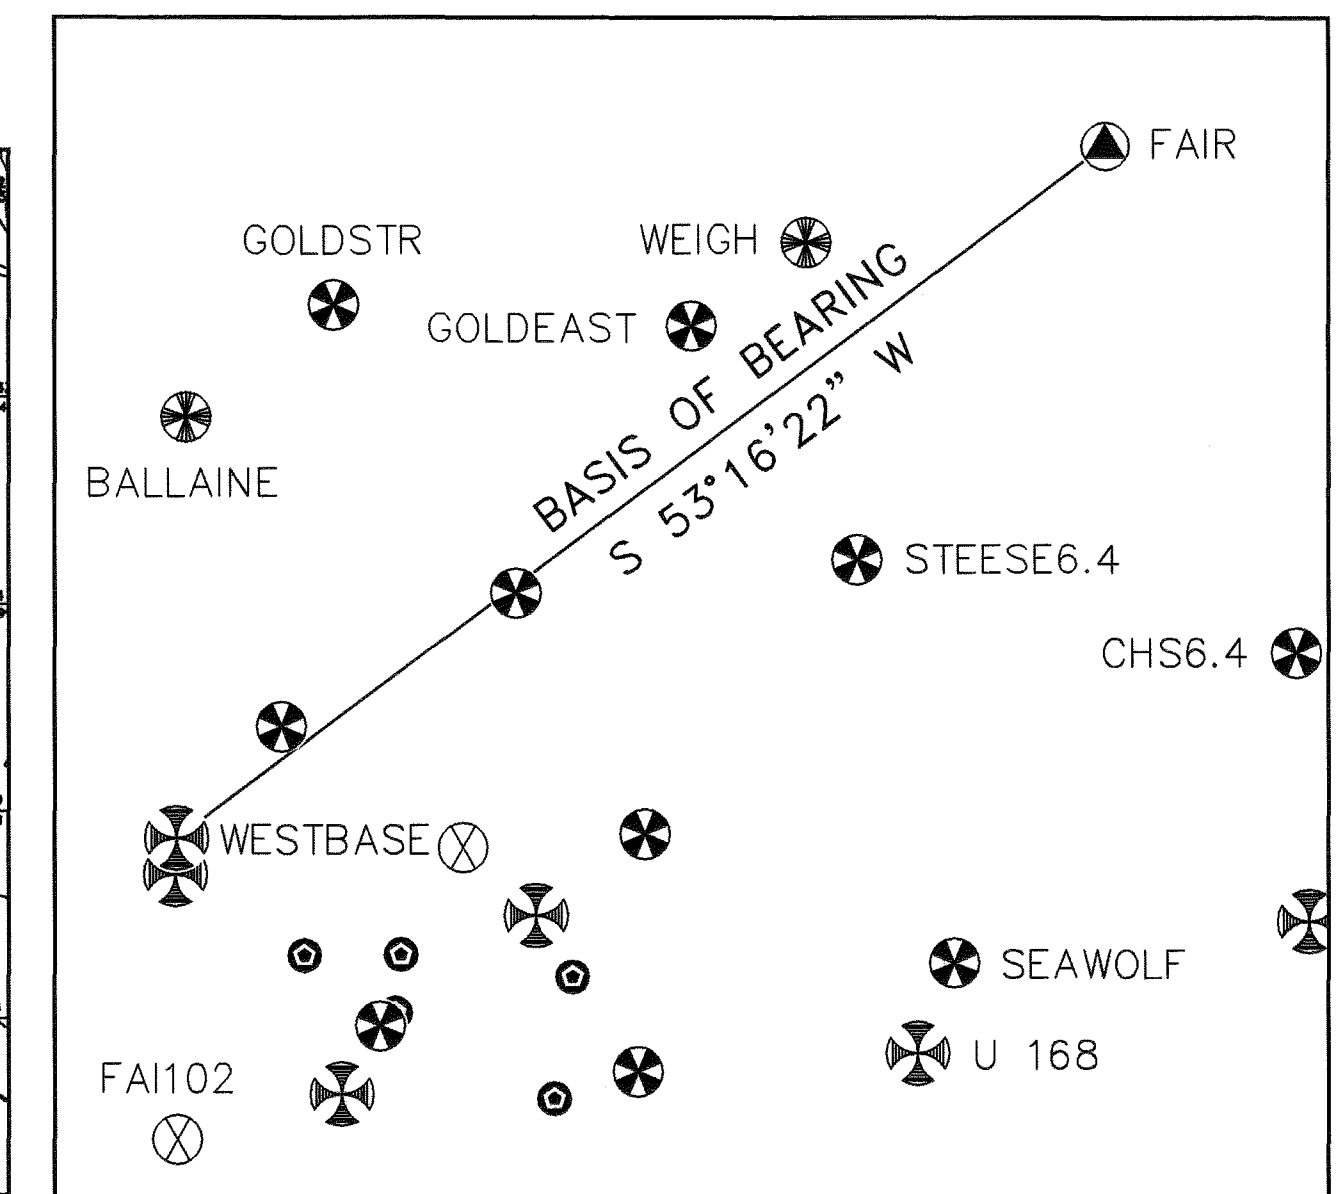 FAIR
GOLDSTR
WEIGH
GOLDEAST
BASIS OF BEARING
S 53°16'22" W
BALLAINE
STEESE6.4
CHS6.4
WESTBASE
SEAWOLF
U 168
FAI102